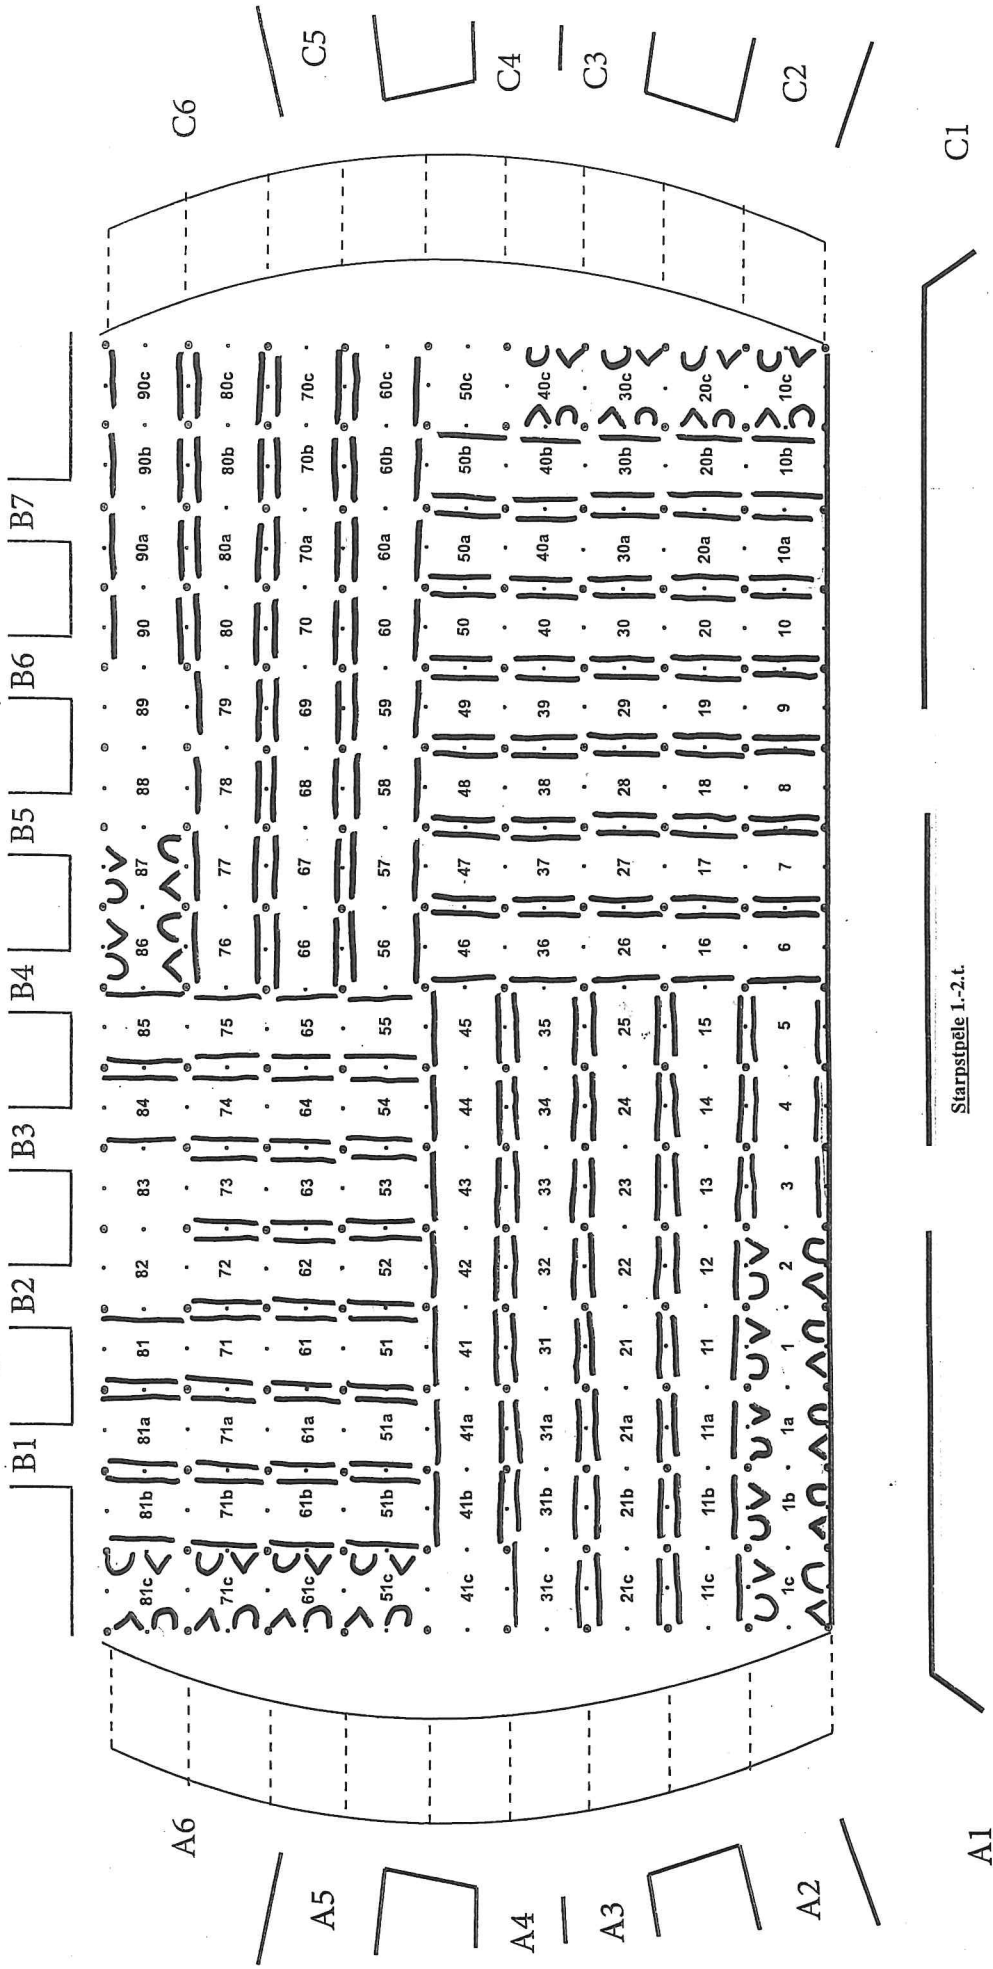 B1 B2 B3 B4 B5 B6 B7
81c 81b 81a 81 82 83 84 85 86 87 88 89 90 90a 90b 90c
A6 C6
71c 71b 71a 71 72 73 74 75 76 77 78 79 80 80a 80b 80c
61c 61b 61a 61 62 63 64 65 66 67 68 69 70 70a 70b 70c
A5 C5
51c 51b 51a 51 52 53 54 55 56 57 58 59 60 60a 60b 60c
41c 41b 41a 41 42 43 44 45 46 47 48 49 50 50a 50b 50c
A4 C4
31c 31b 31a 31 32 33 34 35 36 37 38 39 40 40a 40b 40c
A3 C3
21c 21b 21a 21 22 23 24 25 26 27 28 29 30 30a 30b 30c
11c 11b 11a 11 12 13 14 15 16 17 18 19 20 20a 20b 20c
1c 1b 1a 1 2 3 4 5 6 7 8 9 10 10a 10b 10c
A2 C2
A1 Starpstpēle 1.-2.t. C1